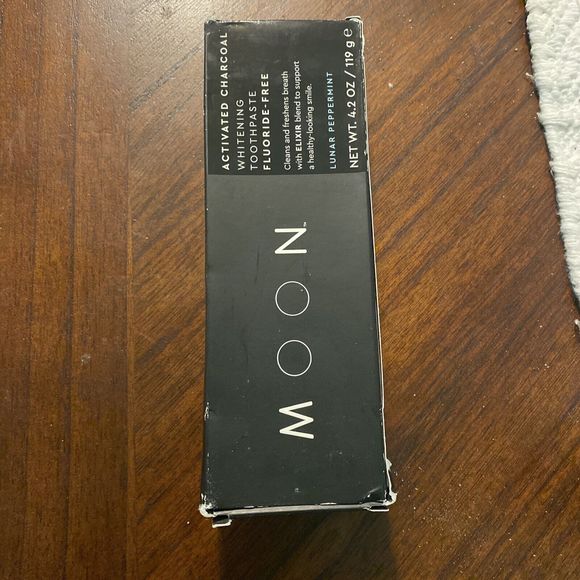 MOON™
ACTIVATED CHARCOAL
WHITENING
TOOTHPASTE
FLUORIDE-FREE
Cleans and freshens breath
with ELIXIR blend to support
a healthy-looking smile.
LUNAR PEPPERMINT
NET WT. 4.2 OZ / 119 g ℮